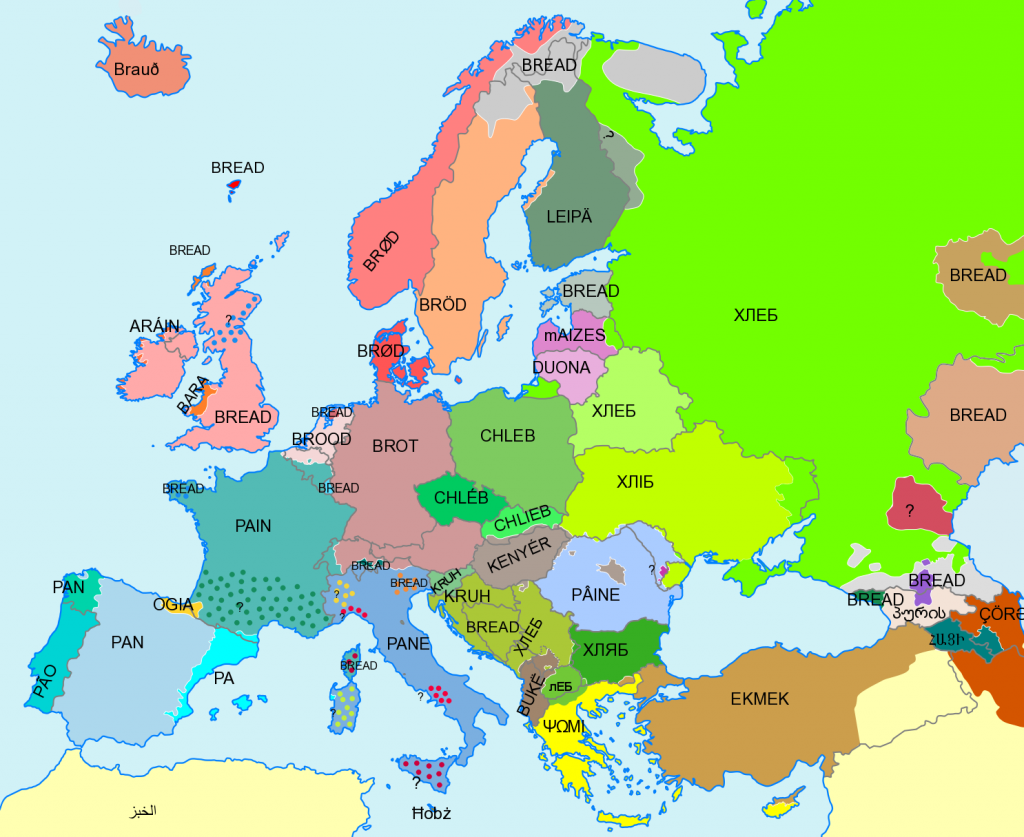 Brauð
BREAD
BREAD
?
BREAD
BRØD
LEIPÄ
BREAD
BREAD
BRÖD
BREAD
ХЛЕБ
ARÁIN
?
mAIZES
BRØD
DUONA
BARA
BREAD
BREAD
BROOD
ХЛЕБ
BREAD
BROT
CHLEB
ХЛІБ
BREAD
BREAD
CHLÉB
?
CHLIEB
PAIN
KENYÉR
BREAD
?
BREAD
KRUH
BREAD
PAN
?
KRUH
PÂINE
BREAD
OGIA
?
?
პური
ÇÖRƏ
BREAD
ХЛЕБ
PAN
PANE
ХЛЯБ
ՀԱՑԻ
BREAD
PA
PÃO
BUKË
лЕБ
?
EKMEK
?
ΨΩΜΙ
?
الخبز
Ħobż